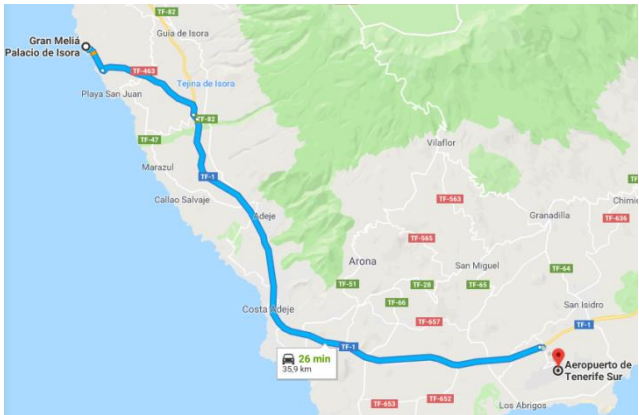 TF-82
Gran Meliá
Palacio de Isora
Guia de Isora
TF-463
Tejina de Isora
Playa San Juan
TF-82
TF-47
Marazul
Vilaflor
TF-1
Callao Salvaje
TF-563
Chimic
Adeje
Granadilla
TF-636
TF-565
Arona
San Miguel
TF-64
TF-51
TF-28
TF-65
TF-66
Costa Adeje
San Isidro
TF-657
TF-1
TF-1
26 min
35,9 km
Aeropuerto de
Tenerife Sur
TF-653
TF-652
Los Abrigos